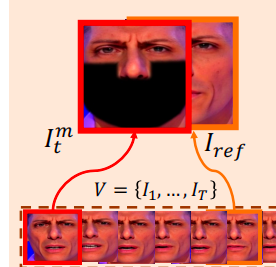 I_t^m I_ref
V = {I_1, ..., I_T}